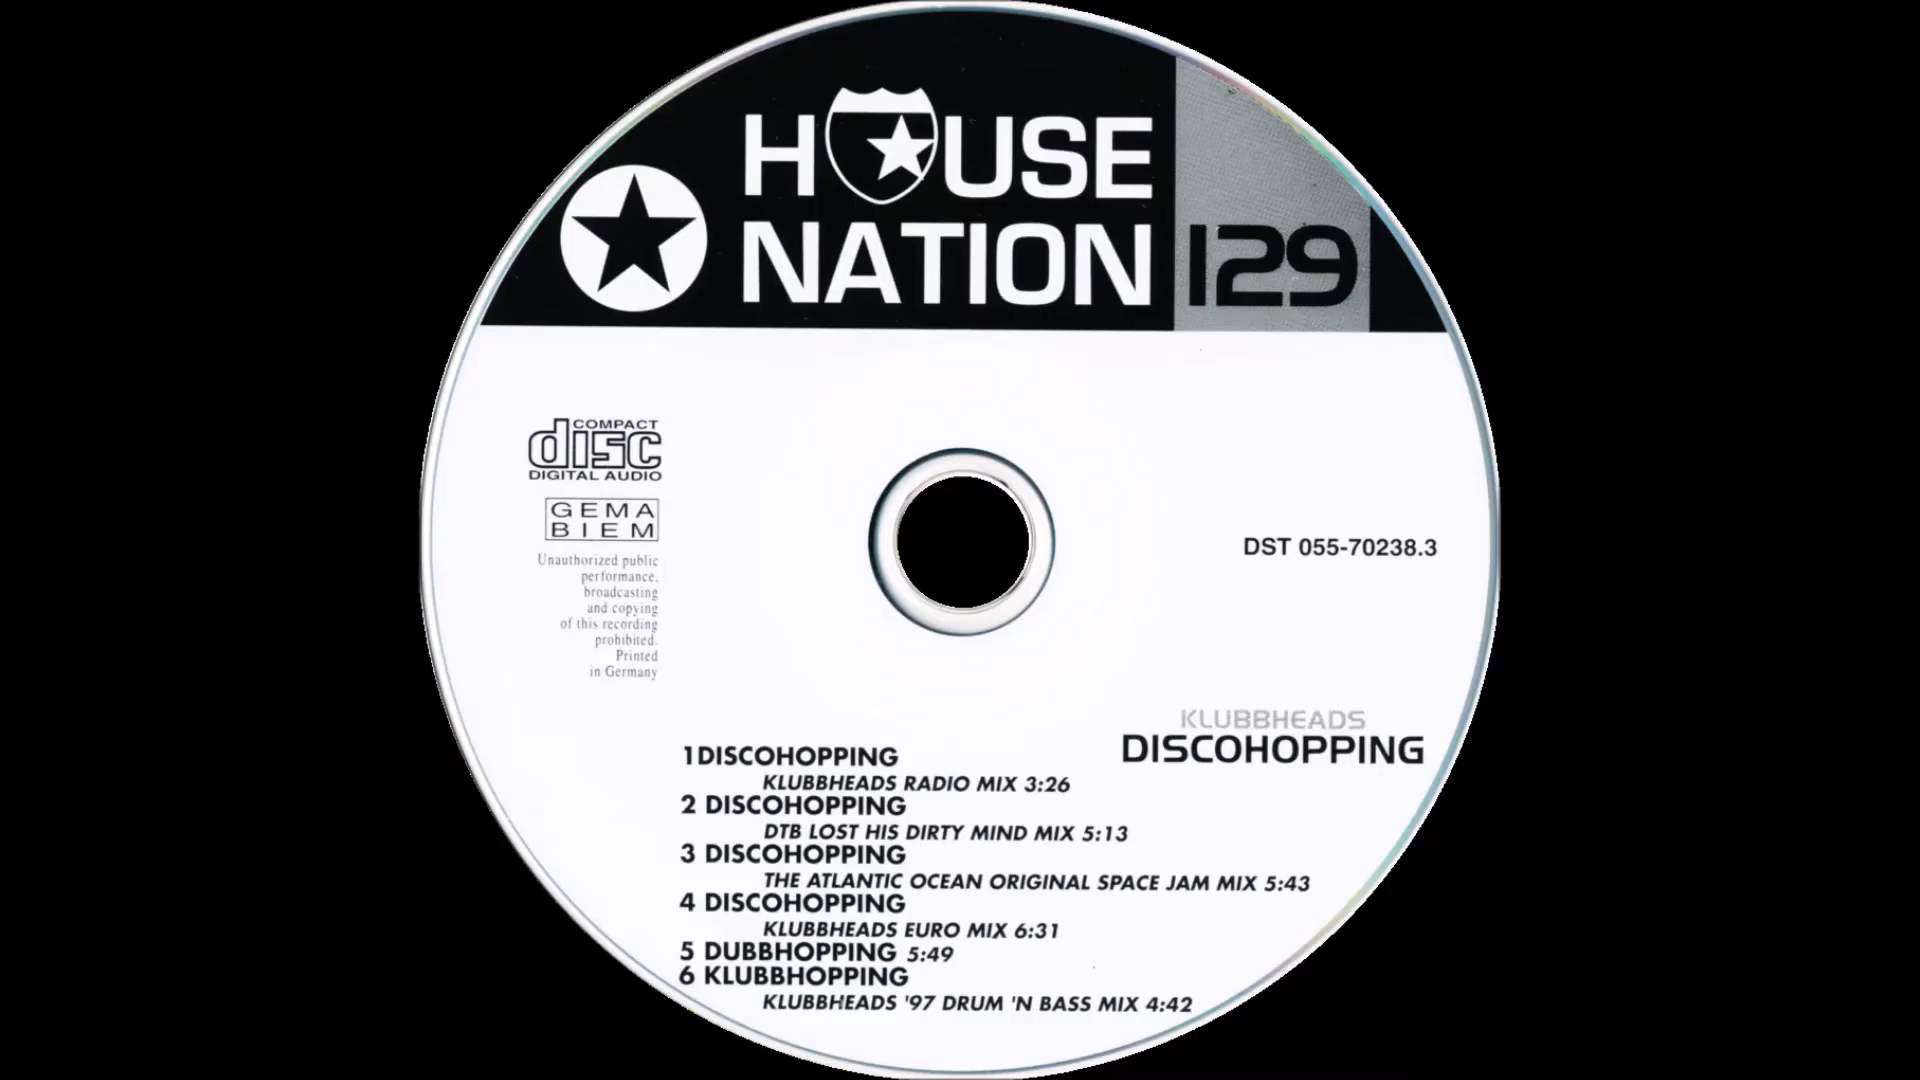 HOUSE
NATION 129
COMPACT
disc
DIGITAL AUDIO
GEMA
BIEM
Unauthorized public
performance,
broadcasting
and copying
of this recording
prohibited.
Printed
in Germany
DST 055-70238.3
KLUBBHEADS
DISCOHOPPING
1DISCOHOPPING
KLUBBHEADS RADIO MIX 3:26
2 DISCOHOPPING
DTB LOST HIS DIRTY MIND MIX 5:13
3 DISCOHOPPING
THE ATLANTIC OCEAN ORIGINAL SPACE JAM MIX 5:43
4 DISCOHOPPING
KLUBBHEADS EURO MIX 6:31
5 DUBBHOPPING 5:49
6 KLUBBHOPPING
KLUBBHEADS '97 DRUM 'N BASS MIX 4:42